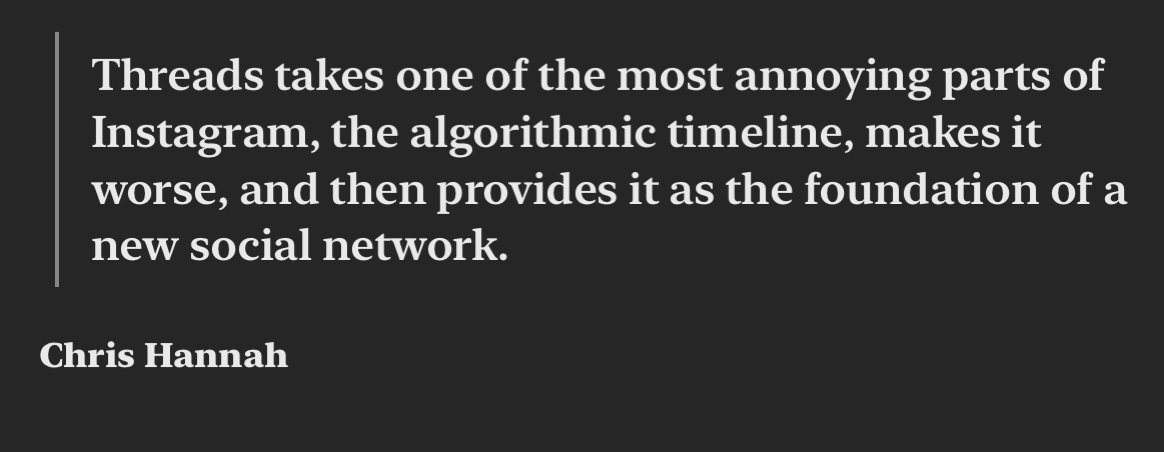 Threads takes one of the most annoying parts of
Instagram, the algorithmic timeline, makes it
worse, and then provides it as the foundation of a
new social network.
Chris Hannah